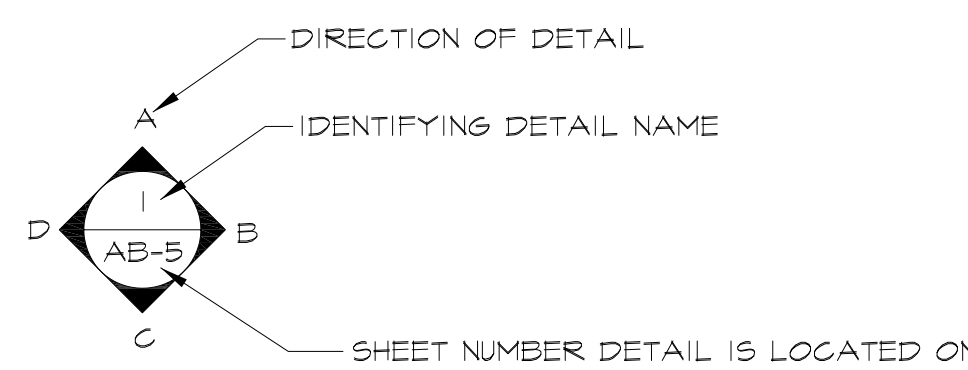 DIRECTION OF DETAIL
A
IDENTIFYING DETAIL NAME
1
D
B
AB-5
C
SHEET NUMBER DETAIL IS LOCATED ON